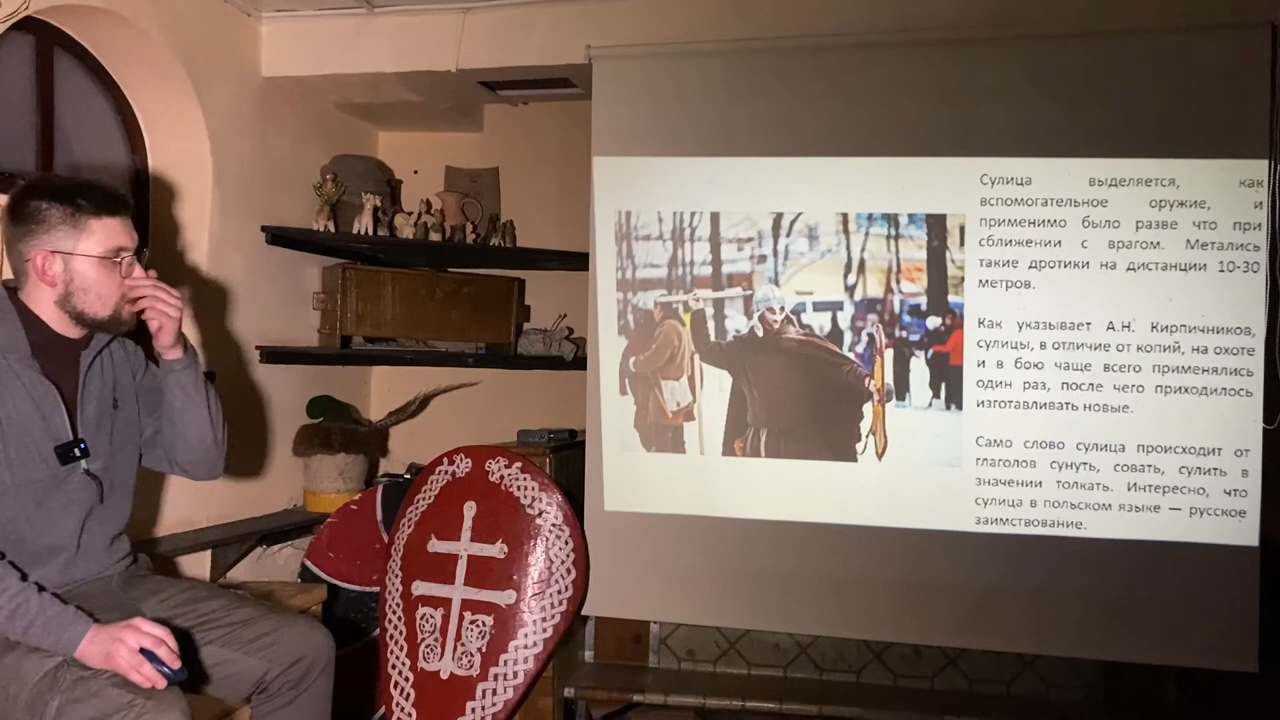 Сулица выделяется, как
вспомогательное оружие, и
применимо было разве что при
сближении с врагом. Метались
такие дротики на дистанции 10-30
метров.
Как указывает А.Н. Кирпичников,
сулицы, в отличие от копий, на охоте
и в бою чаще всего применялись
один раз, после чего приходилось
изготавливать новые.
Само слово сулица происходит от
глаголов сунуть, совать, сулить в
значении толкать. Интересно, что
сулица в польском языке — русское
заимствование.